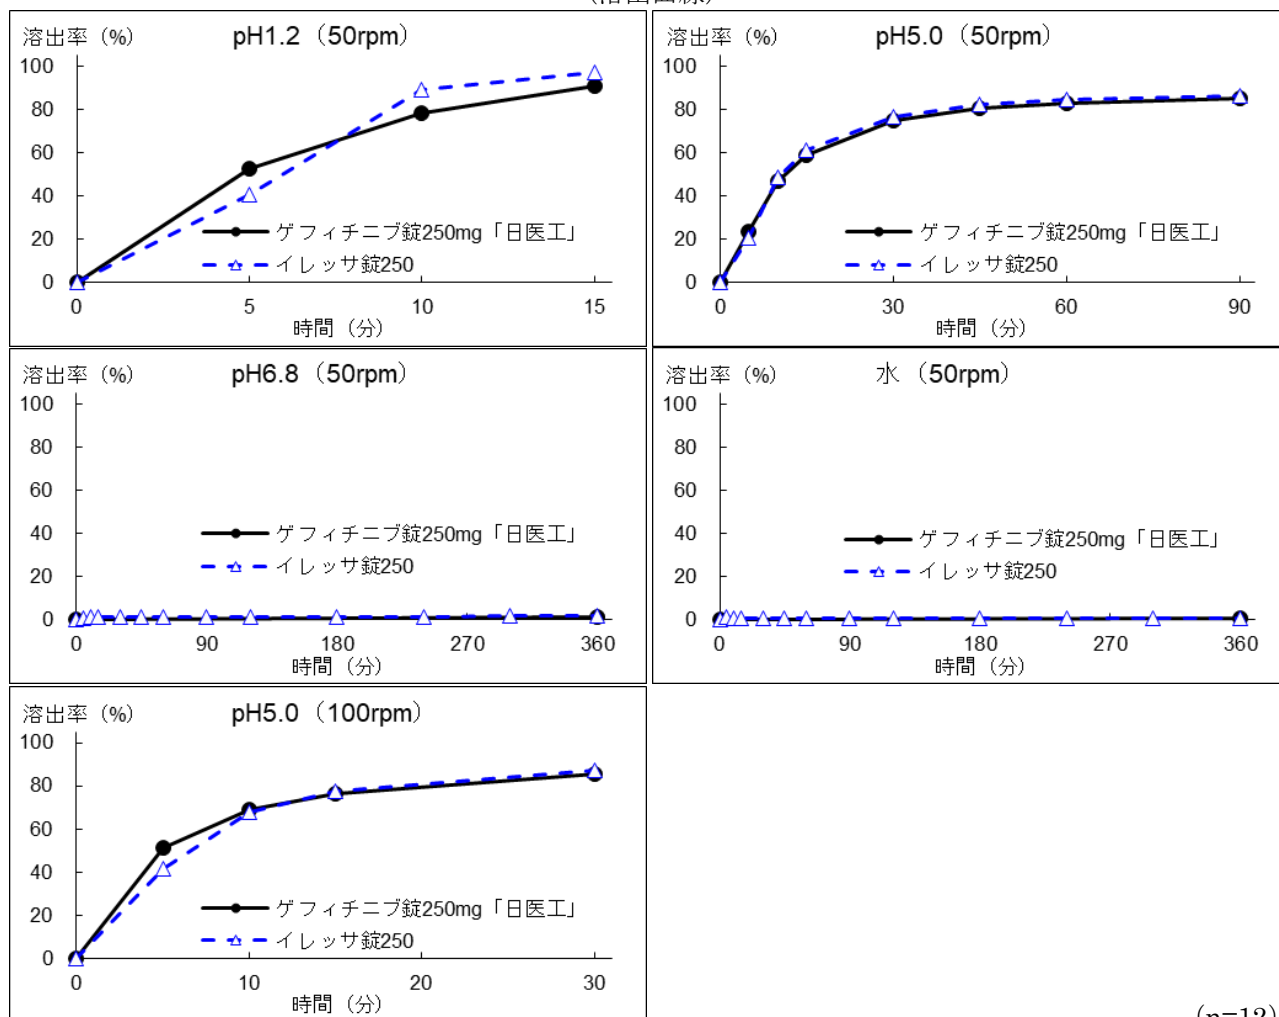 (溶出曲線)
溶出率 (%) pH1.2 (50rpm)
100
80
60
40
20
0
ゲフィチニブ錠250mg「日医工」
イレッサ錠250
0 5 10 15
時間 (分)
溶出率 (%) pH5.0 (50rpm)
100
80
60
40
20
0
ゲフィチニブ錠250mg「日医工」
イレッサ錠250
0 30 60 90
時間 (分)
溶出率 (%) pH6.8 (50rpm)
100
80
60
40
20
0
ゲフィチニブ錠250mg「日医工」
イレッサ錠250
0 90 180 270 360
時間 (分)
溶出率 (%) 水 (50rpm)
100
80
60
40
20
0
ゲフィチニブ錠250mg「日医工」
イレッサ錠250
0 90 180 270 360
時間 (分)
溶出率 (%) pH5.0 (100rpm)
100
80
60
40
20
0
ゲフィチニブ錠250mg「日医工」
イレッサ錠250
0 10 20 30
時間 (分)
(n=12)